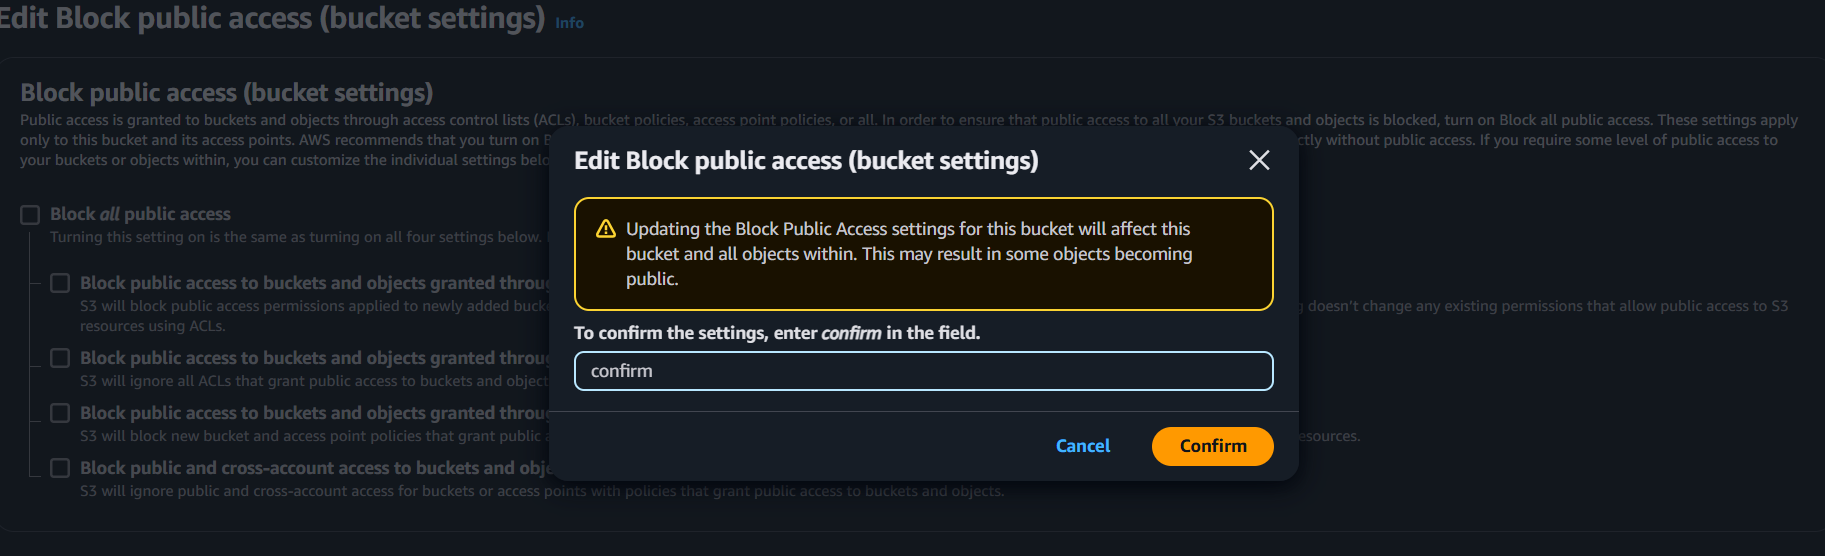 Edit Block public access (bucket settings) Info
Block public access (bucket settings)
Public access is granted to buckets and objects through access control lists (ACLs), bucket policies, access point policies, or all. In order to ensure that public access to all your S3 buckets and objects is blocked, turn on Block all public access. These settings apply
only to this bucket and its access points. AWS recommends that you turn on B ctly without public access. If you require some level of public access to
your buckets or objects within, you can customize the individual settings belo
Block all public access
Turning this setting on is the same as turning on all four settings below.
Block public access to buckets and objects granted throu
S3 will block public access permissions applied to newly added bucke doesn't change any existing permissions that allow public access to S3
resources using ACLs.
Block public access to buckets and objects granted throu
S3 will ignore all ACLs that grant public access to buckets and object
Block public access to buckets and objects granted throu
S3 will block new bucket and access point policies that grant public a esources.
Block public and cross-account access to buckets and obje
S3 will ignore public and cross-account access for buckets or access points with policies that grant public access to buckets and objects.
Edit Block public access (bucket settings)
Updating the Block Public Access settings for this bucket will affect this
bucket and all objects within. This may result in some objects becoming
public.
To confirm the settings, enter confirm in the field.
confirm
Cancel Confirm